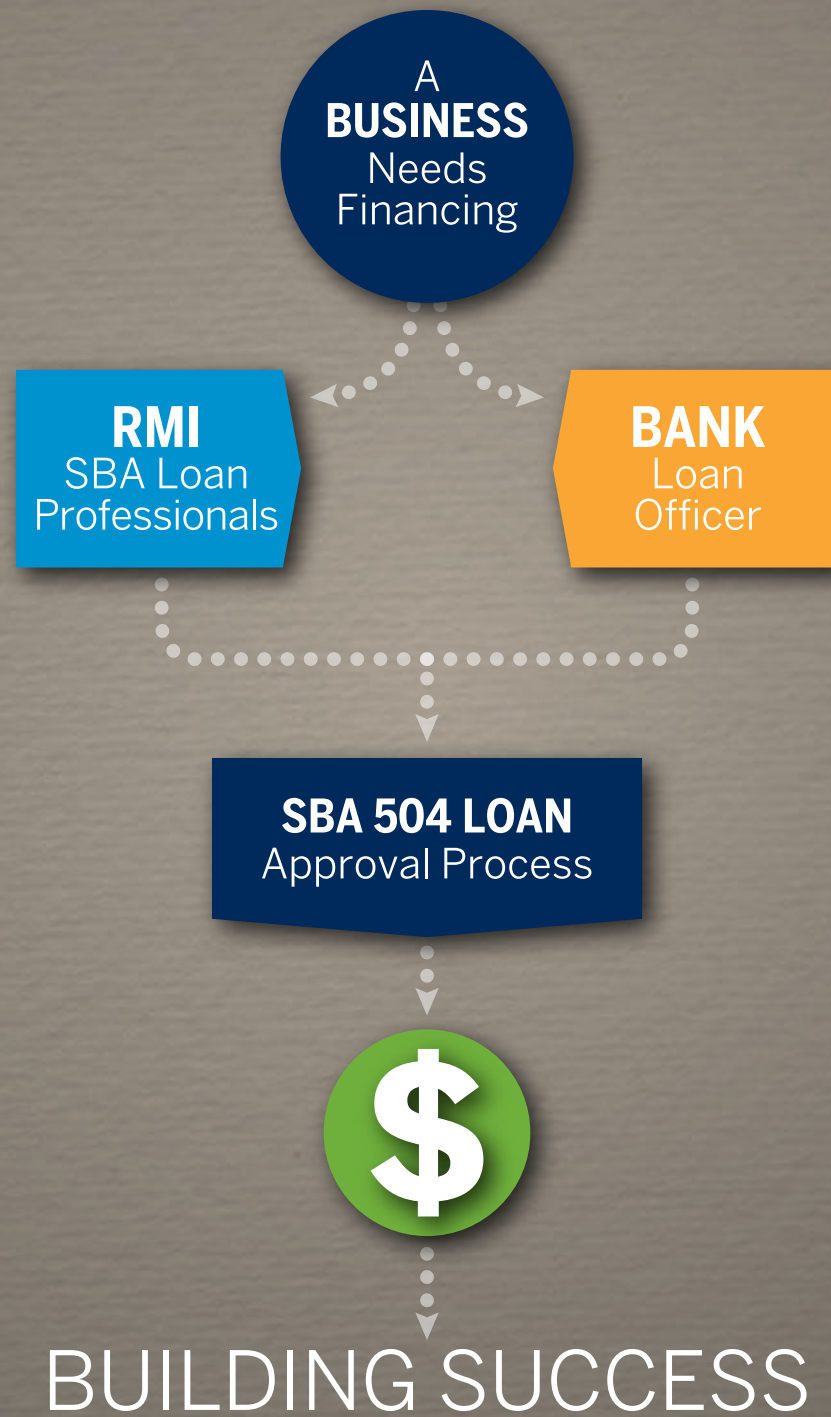 A
BUSINESS
Needs
Financing
RMI
SBA Loan
Professionals
BANK
Loan
Officer
SBA 504 LOAN
Approval Process
$
BUILDING SUCCESS